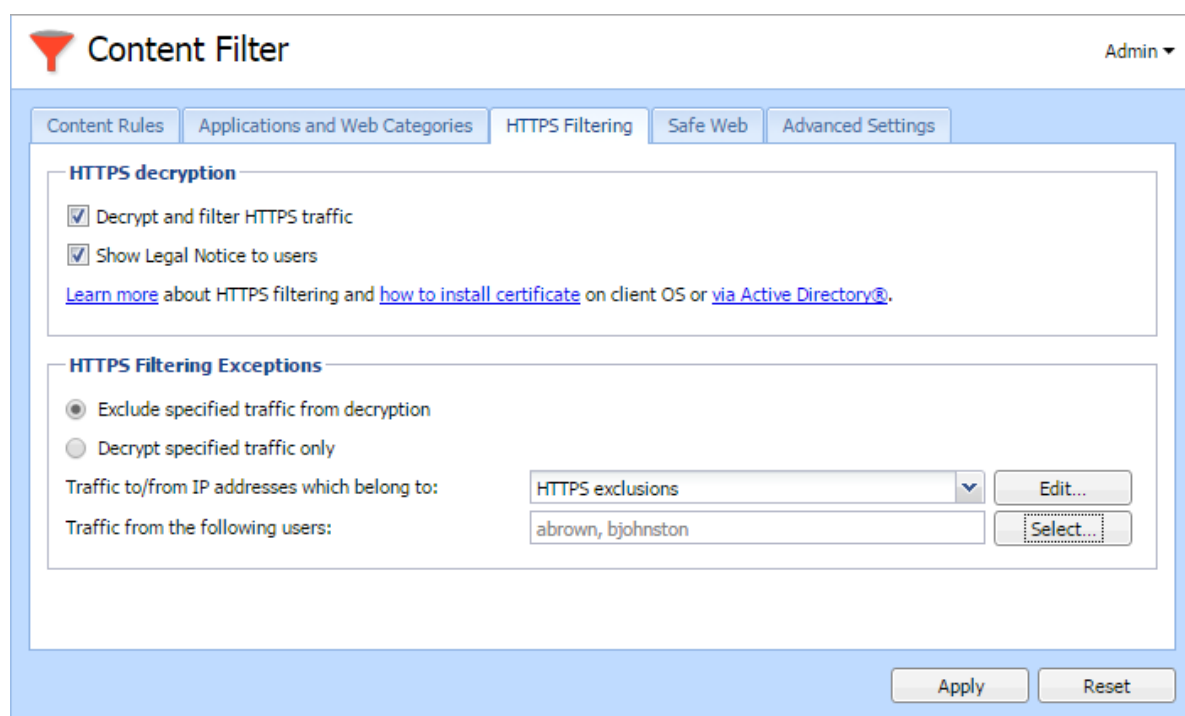 Content Filter
Admin
Content Rules
Applications and Web Categories
HTTPS Filtering
Safe Web
Advanced Settings
HTTPS decryption
Decrypt and filter HTTPS traffic
Show Legal Notice to users
Learn more about HTTPS filtering and how to install certificate on client OS or via Active Directory®.
HTTPS Filtering Exceptions
Exclude specified traffic from decryption
Decrypt specified traffic only
Traffic to/from IP addresses which belong to: HTTPS exclusions Edit...
Traffic from the following users: abrown, bjohnston Select...
Apply Reset